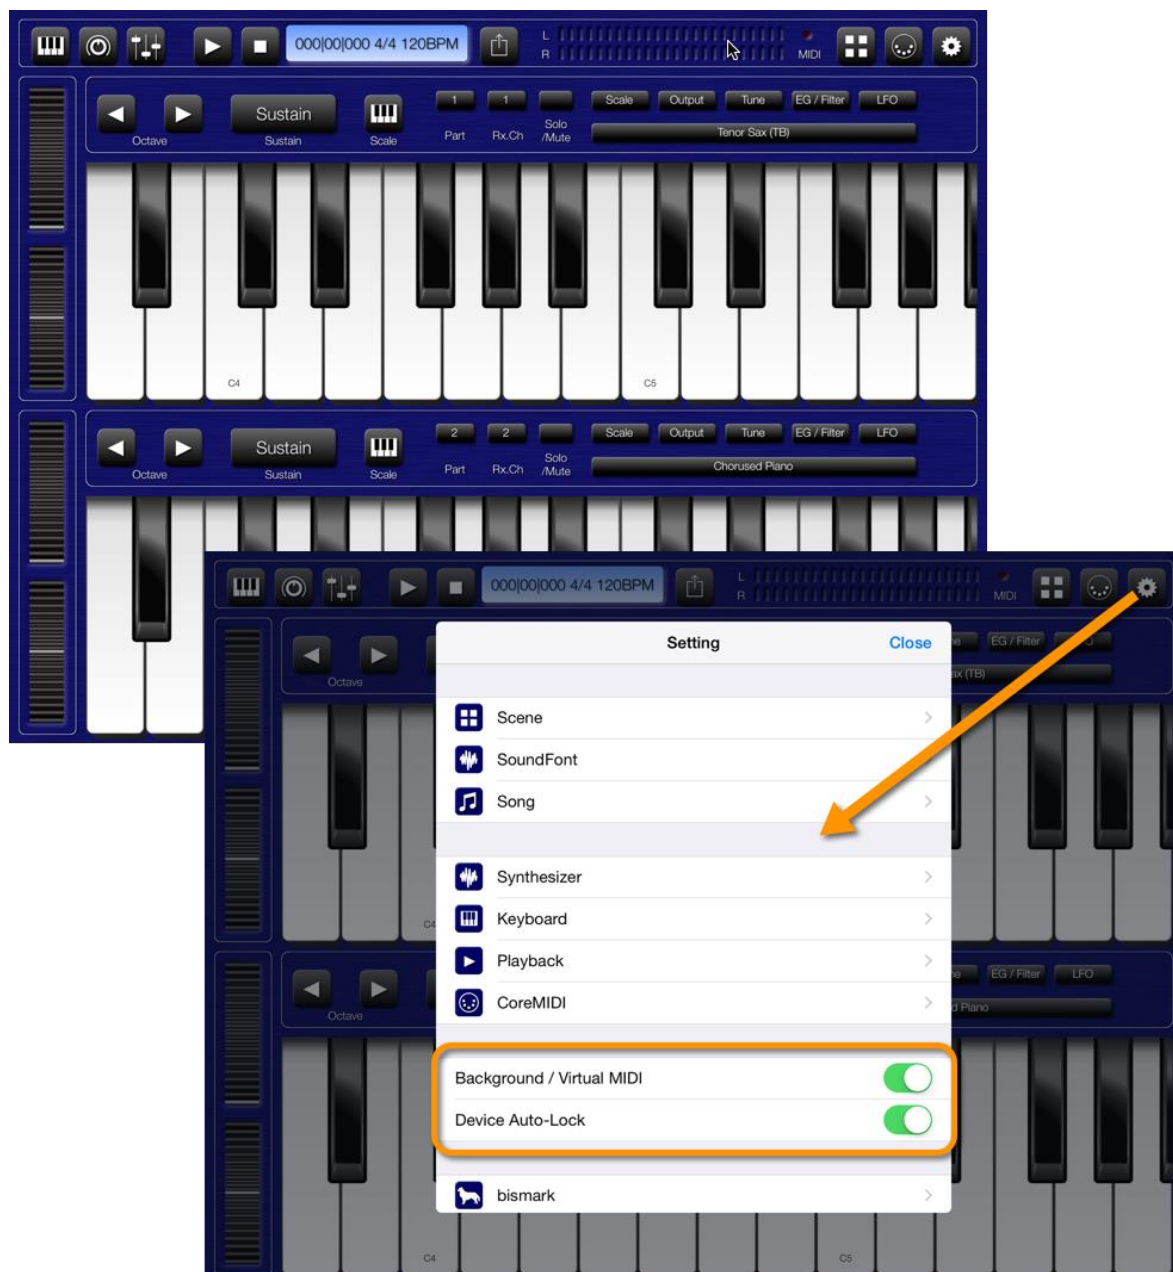 000|00|000 4/4 120BPM
L
R
MIDI
Octave
Sustain
Sustain
Scale
1
Part
1
Rx.Ch
Solo
/Mute
Scale
Output
Tune
EG / Filter
LFO
Tenor Sax (TB)
C4
C5
Octave
Sustain
Sustain
Scale
2
Part
2
Rx.Ch
Solo
/Mute
Scale
Output
Tune
EG / Filter
LFO
Chorused Piano
000|00|000 4/4 120BPM
L
R
MIDI
Octave
EG / Filter
Setting
Close
Scene
SoundFont
Song
Synthesizer
Keyboard
Playback
CoreMIDI
Octave
EG / Filter
LFO
Piano
Background / Virtual MIDI
Device Auto-Lock
bismark
C4
C5